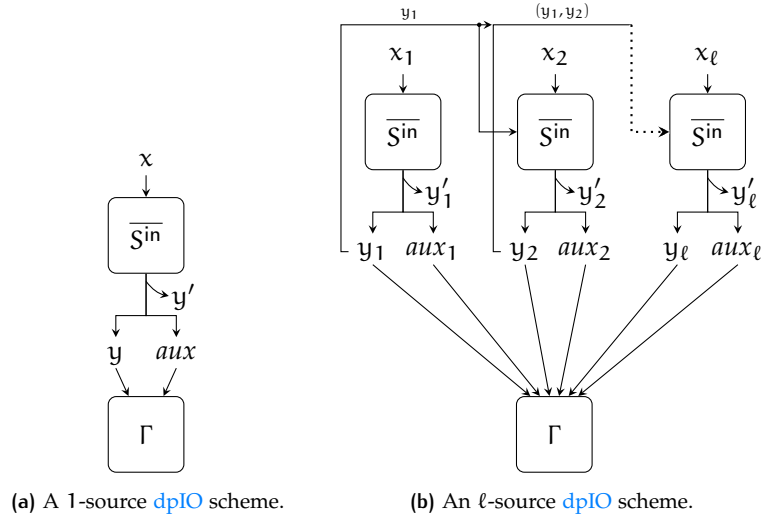 y₁ (y₁, y₂)
x₁ x₂ xℓ
S̅ⁱⁿ S̅ⁱⁿ S̅ⁱⁿ
x
y′₁ y′₂ y′ℓ
S̅ⁱⁿ
y₁ aux₁ y₂ aux₂ yℓ auxℓ
y′
y aux
Γ Γ
(a) A 1-source dpIO scheme. (b) An ℓ-source dpIO scheme.